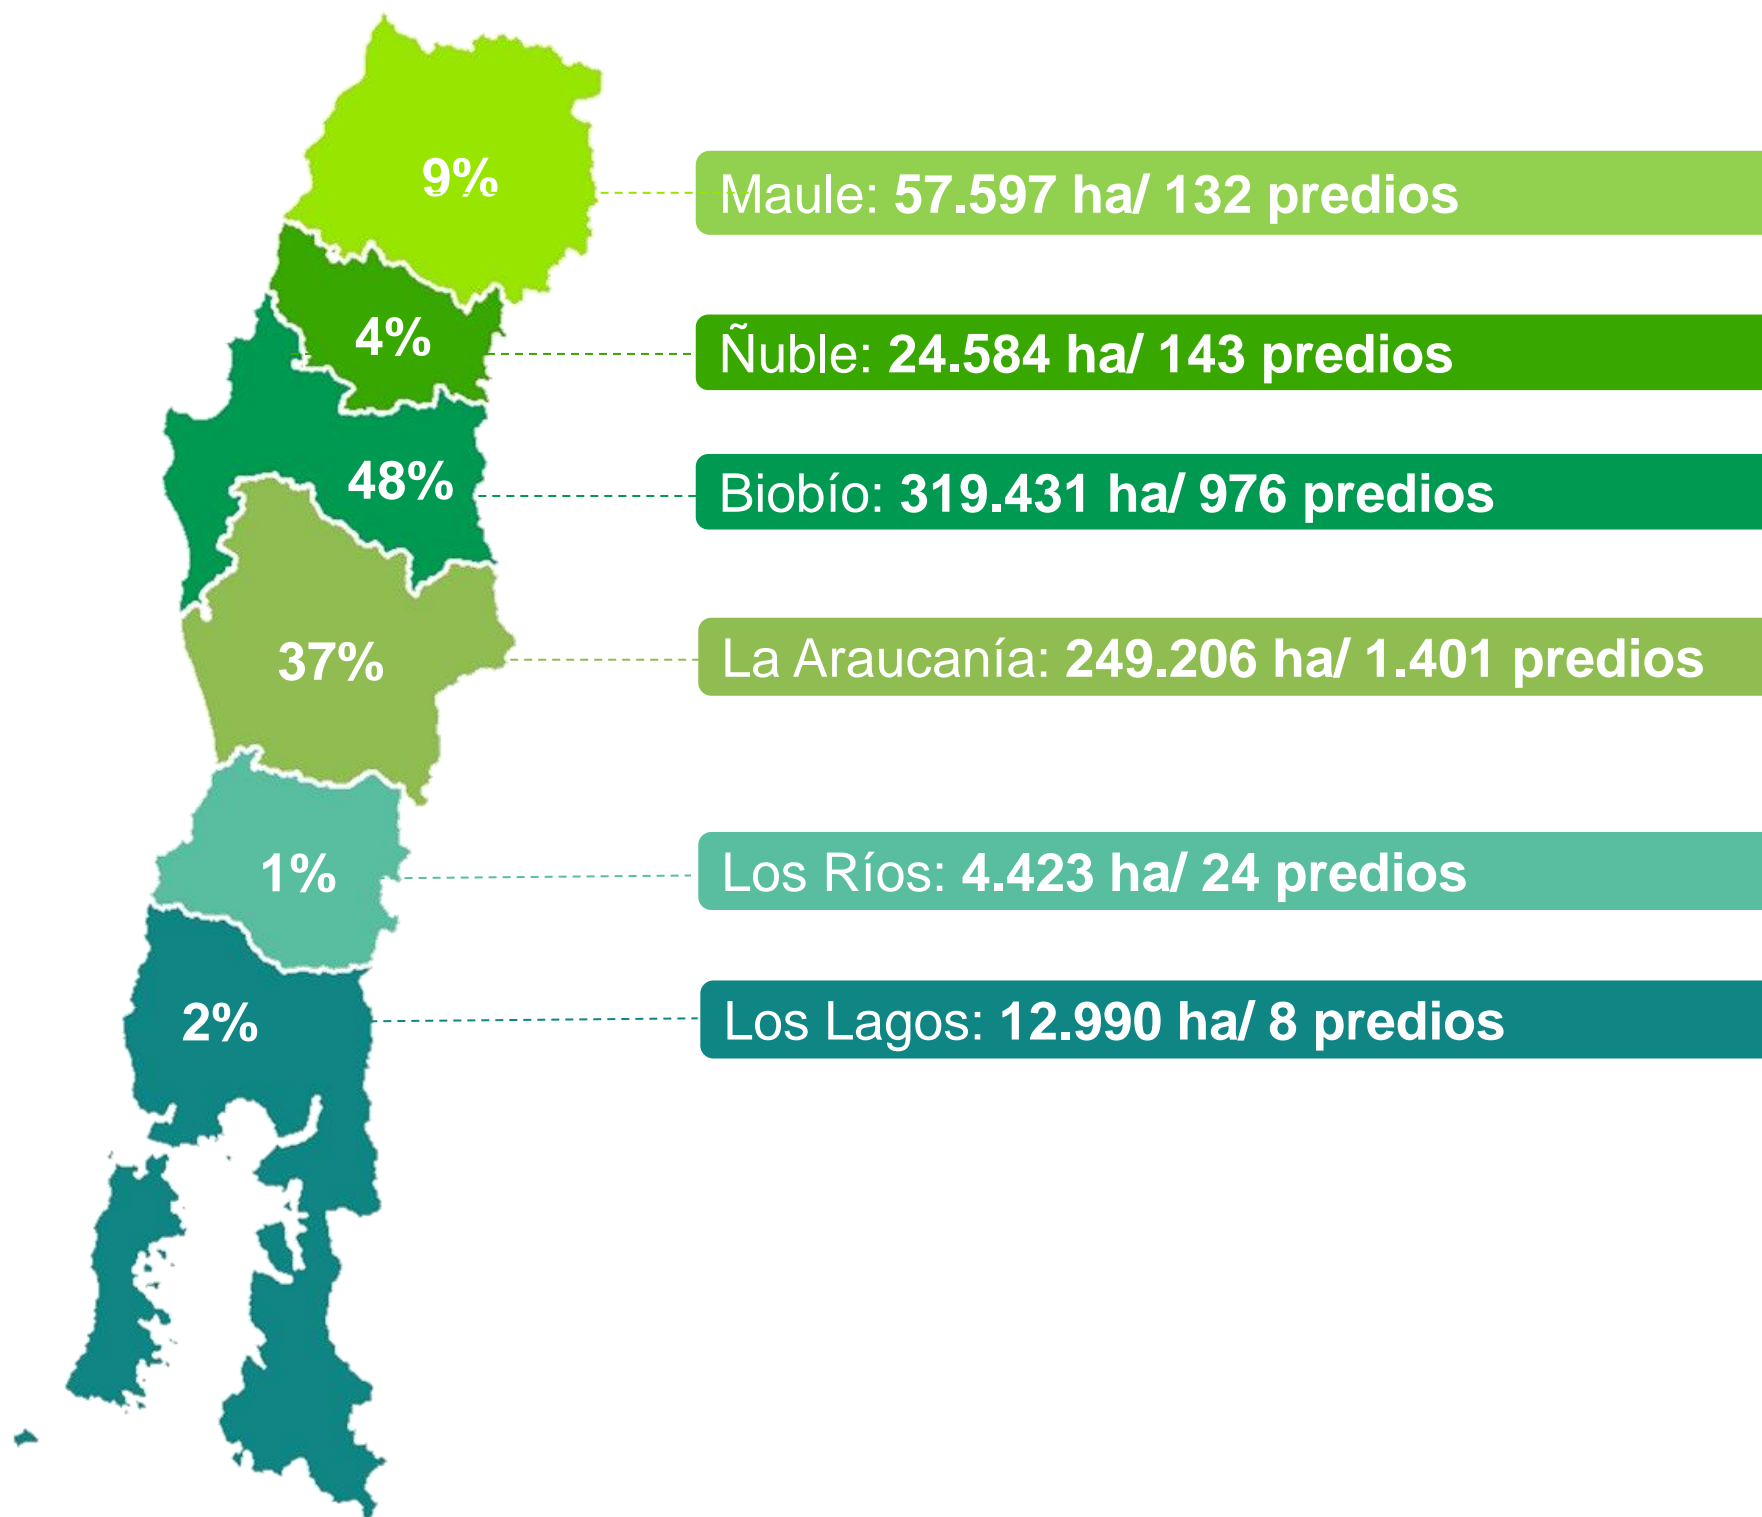 9%
Maule: 57.597 ha/ 132 predios
4%
Ñuble: 24.584 ha/ 143 predios
48%
Biobío: 319.431 ha/ 976 predios
37%
La Araucanía: 249.206 ha/ 1.401 predios
1%
Los Ríos: 4.423 ha/ 24 predios
2%
Los Lagos: 12.990 ha/ 8 predios